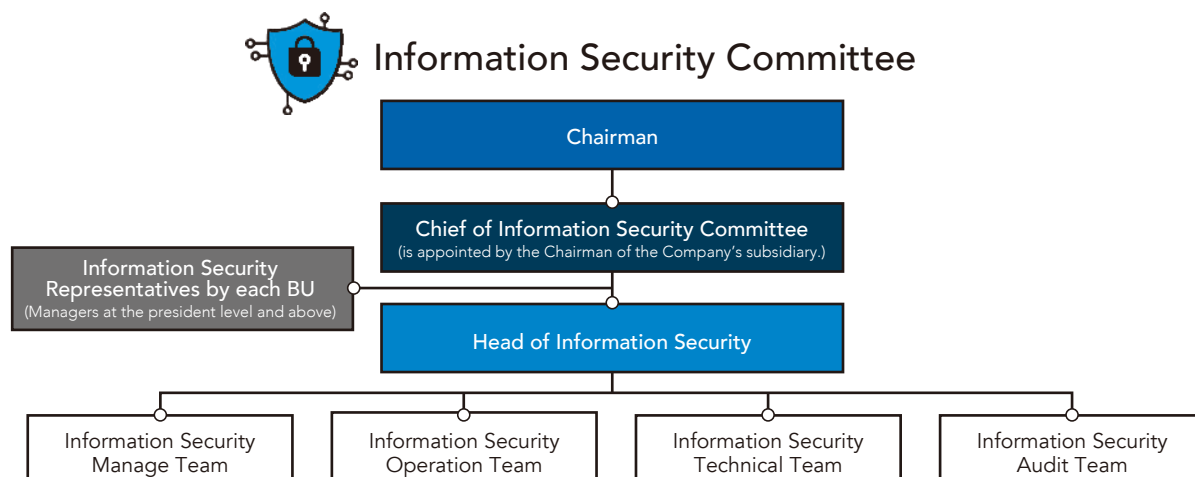 Information Security Committee
Chairman
Chief of Information Security Committee
(is appointed by the Chairman of the Company's subsidiary.)
Information Security
Representatives by each BU
(Managers at the president level and above)
Head of Information Security
Information Security
Manage Team
Information Security
Operation Team
Information Security
Technical Team
Information Security
Audit Team